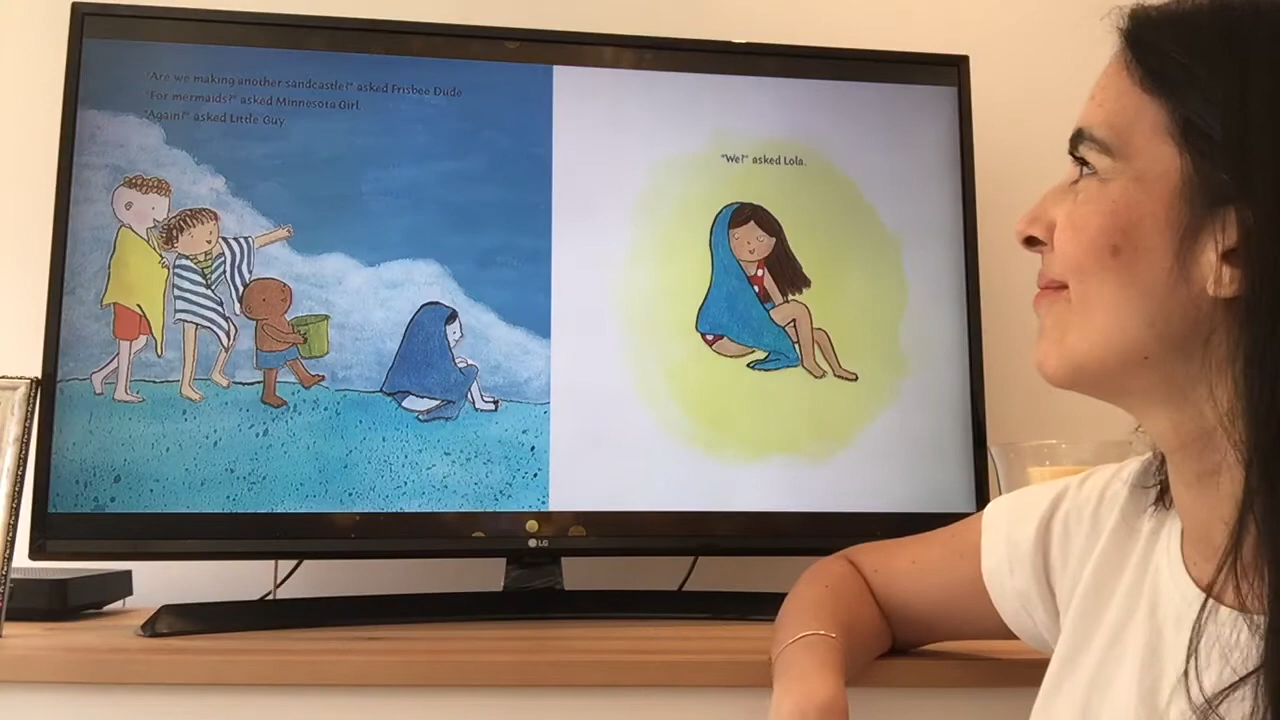 "Are we making another sandcastle?" asked Frisbee Dude
"For mermaids?" asked Minnesota Girl.
"Again?" asked Little Guy
"We?" asked Lola.
LG